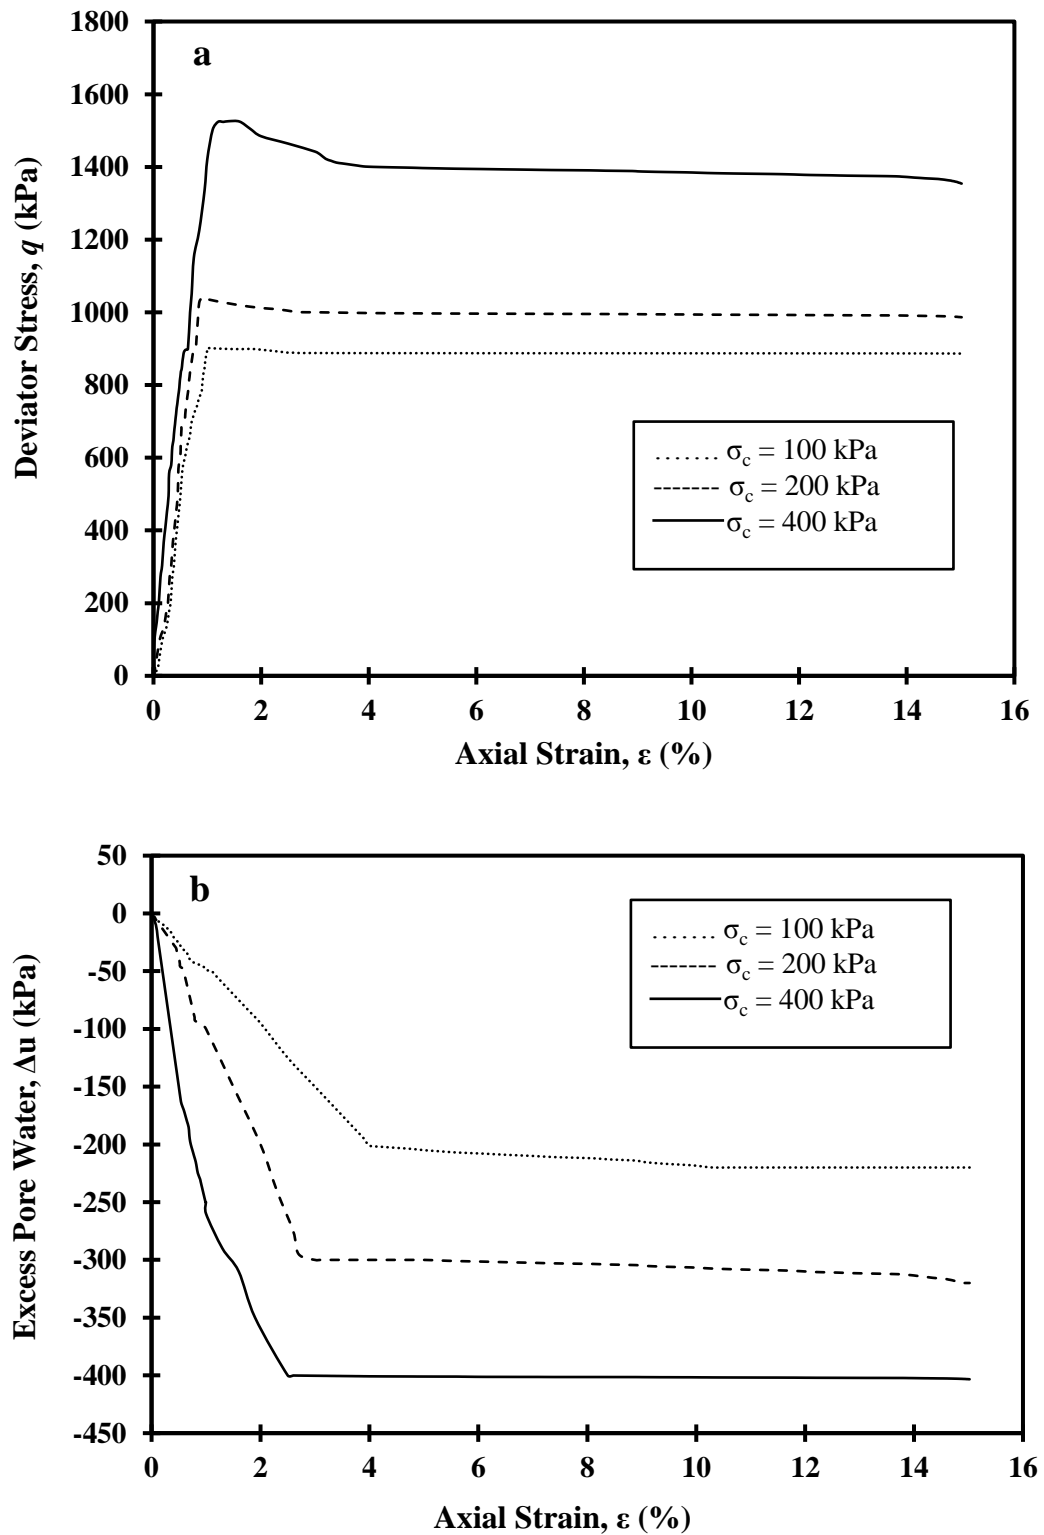 a
Deviator Stress, q (kPa)
1800
1600
1400
1200
1000
800
600
400
200
0
σc = 100 kPa
σc = 200 kPa
σc = 400 kPa
0 2 4 6 8 10 12 14 16
Axial Strain, ε (%)
b
Excess Pore Water, Δu (kPa)
50
0
-50
-100
-150
-200
-250
-300
-350
-400
-450
σc = 100 kPa
σc = 200 kPa
σc = 400 kPa
0 2 4 6 8 10 12 14 16
Axial Strain, ε (%)